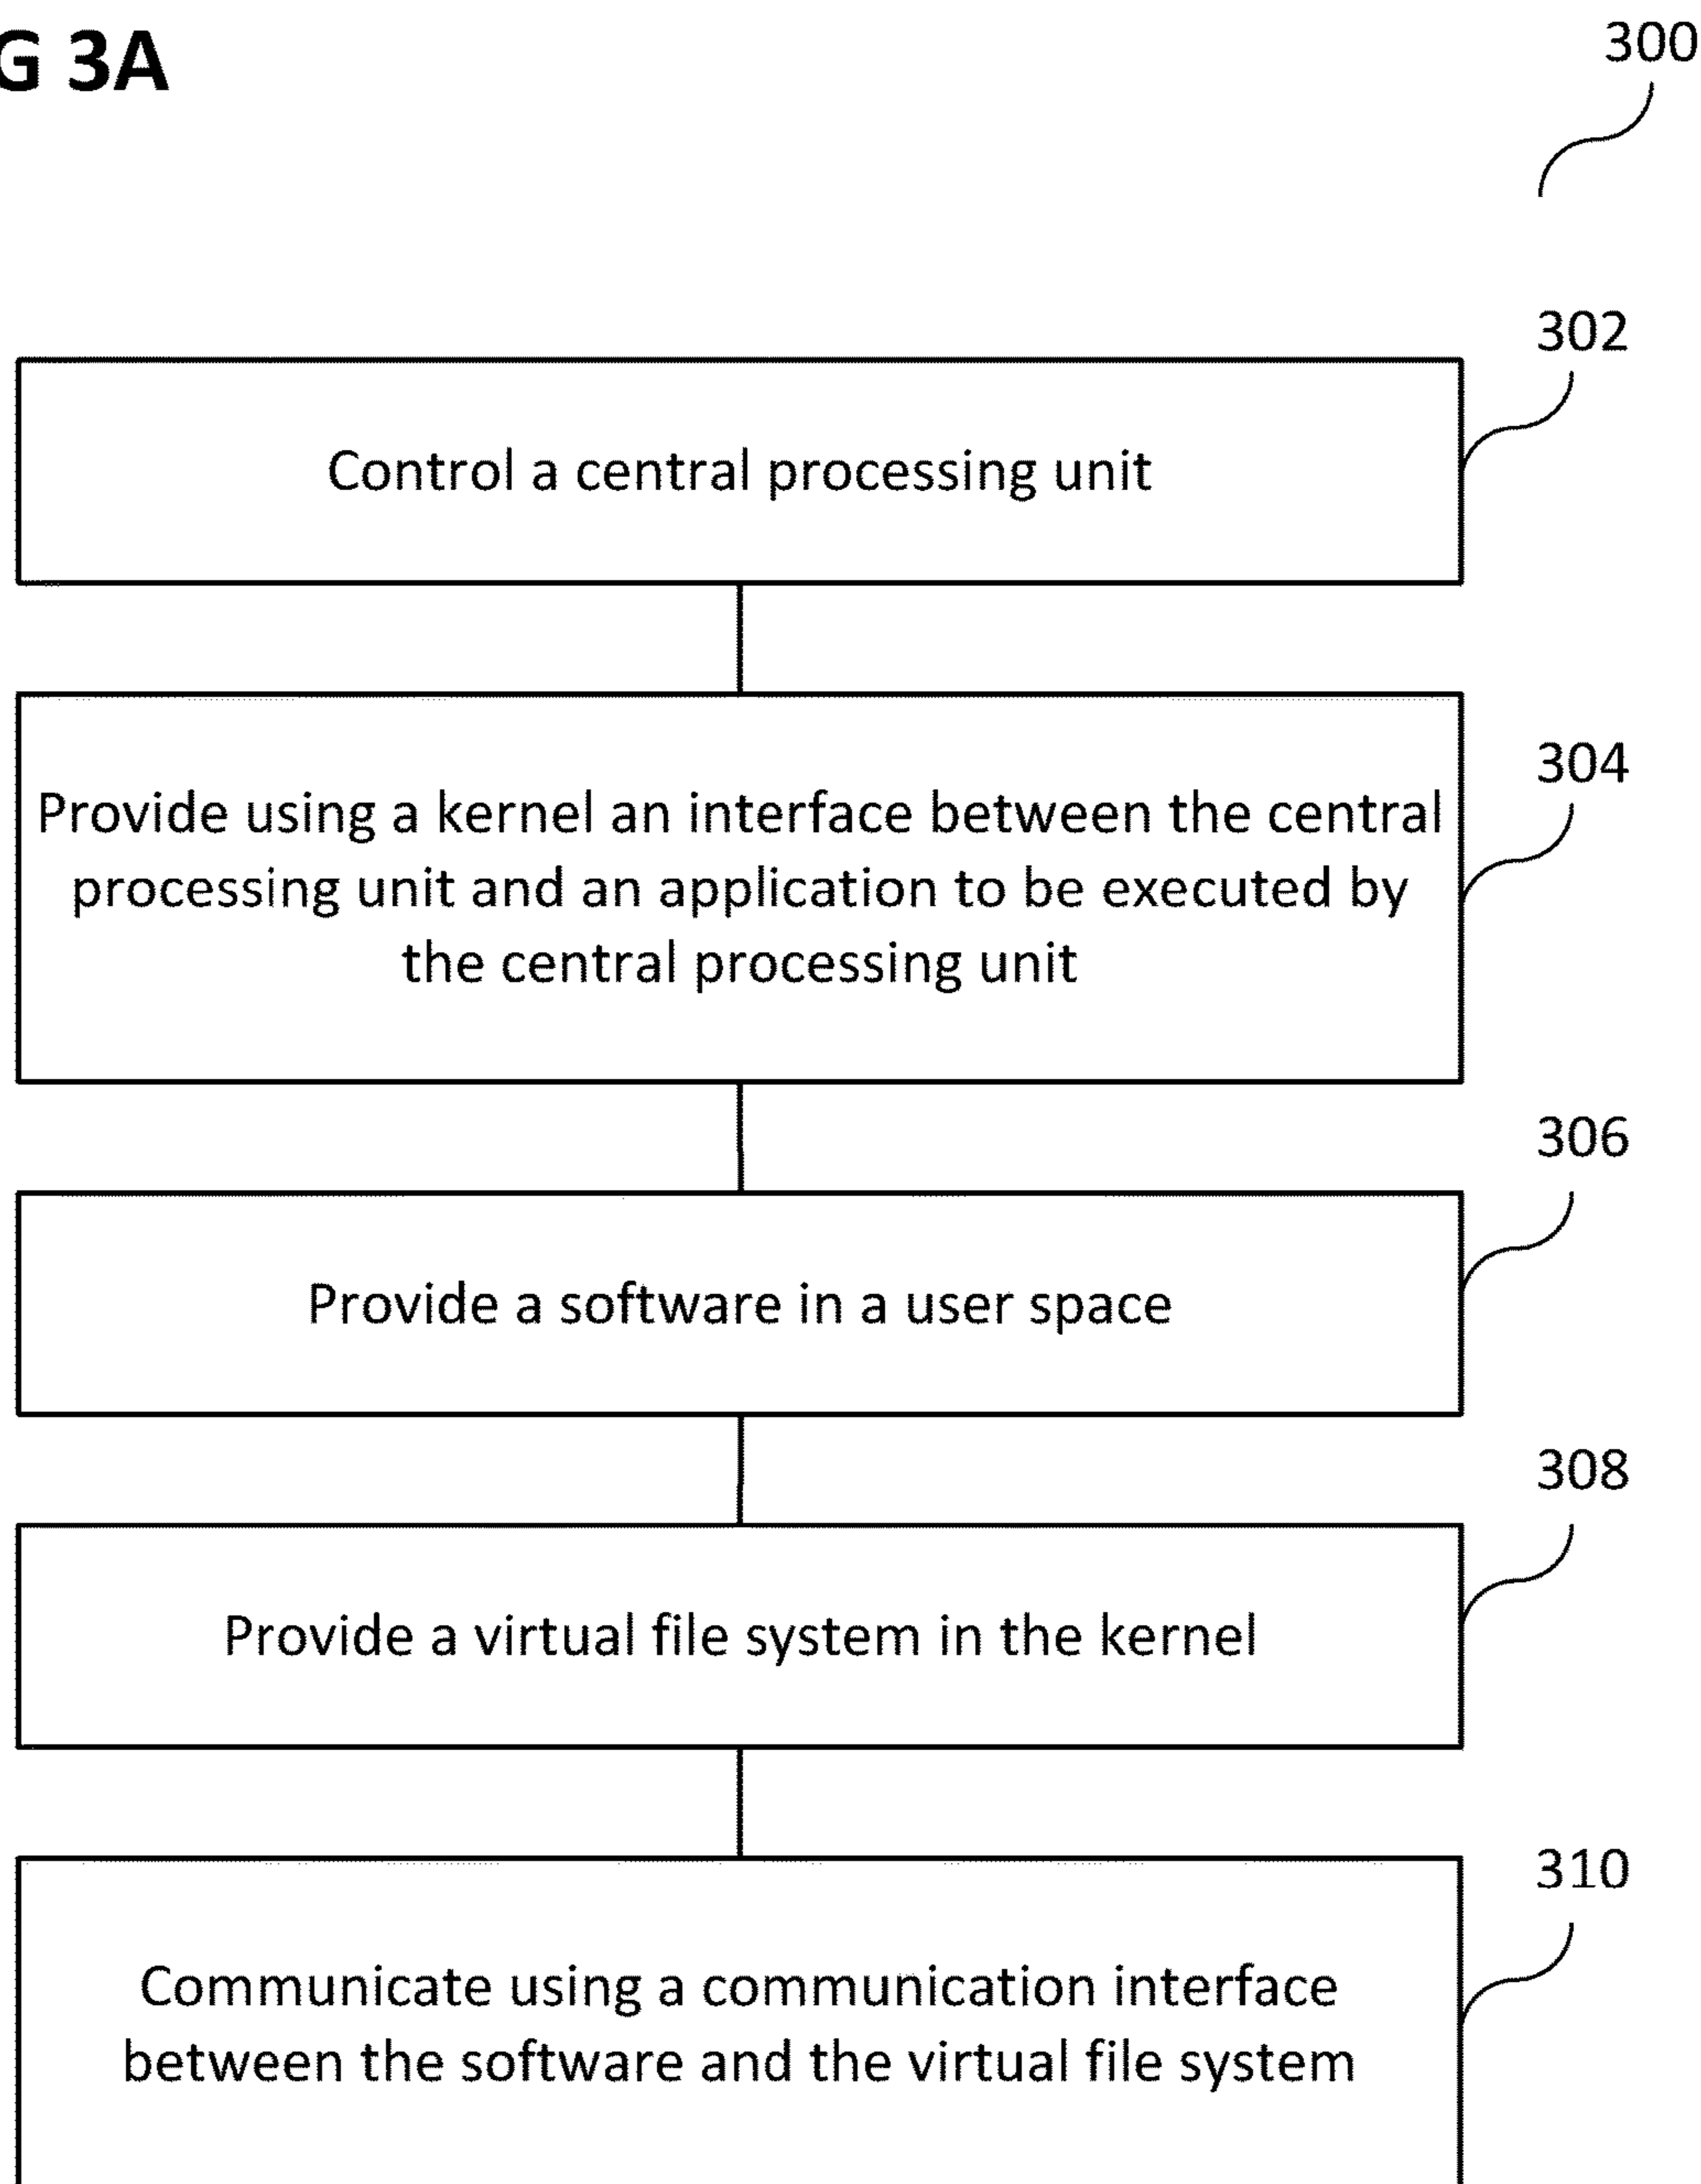 G 3A
300
302
Control a central processing unit
304
Provide using a kernel an interface between the central
processing unit and an application to be executed by
the central processing unit
306
Provide a software in a user space
308
Provide a virtual file system in the kernel
310
Communicate using a communication interface
between the software and the virtual file system